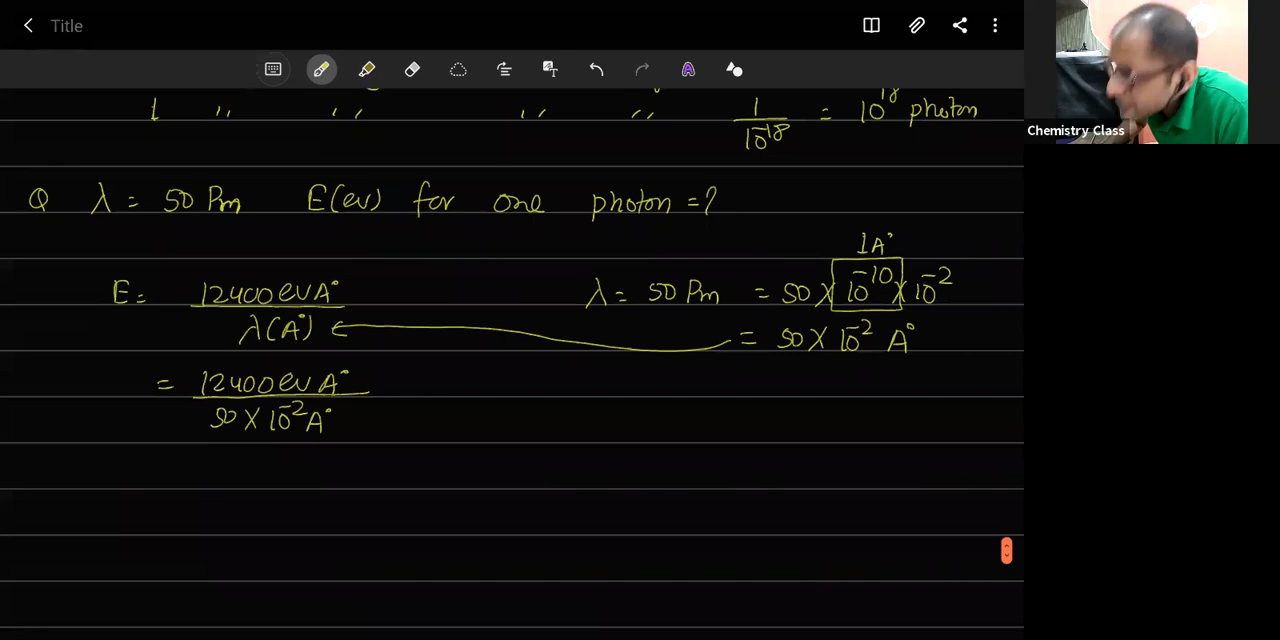 Title
1 ,, ,, ,, ,, 1/10^-18 = 10^18 photon
Chemistry Class
Q λ = 50 Pm E(ev) for one photon = ?
1A°
E = 12400 eV A° / λ(A°)
λ = 50 Pm = 50 × 10^-10 × 10^-2
= 50 × 10^-2 A°
= 12400 eV A° / 50 × 10^-2 A°